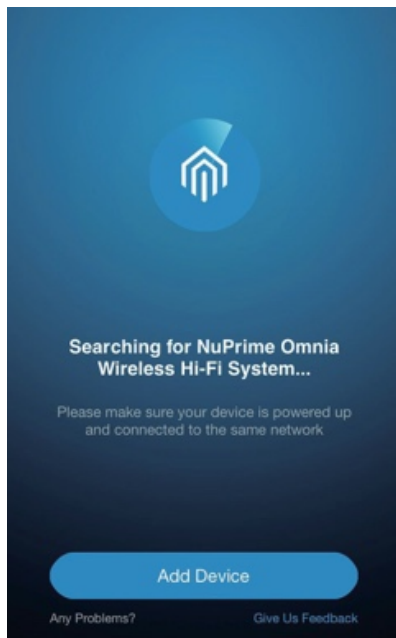 Searching for NuPrime Omnia
Wireless Hi-Fi System...
Please make sure your device is powered up
and connected to the same network
Add Device
Any Problems?
Give Us Feedback